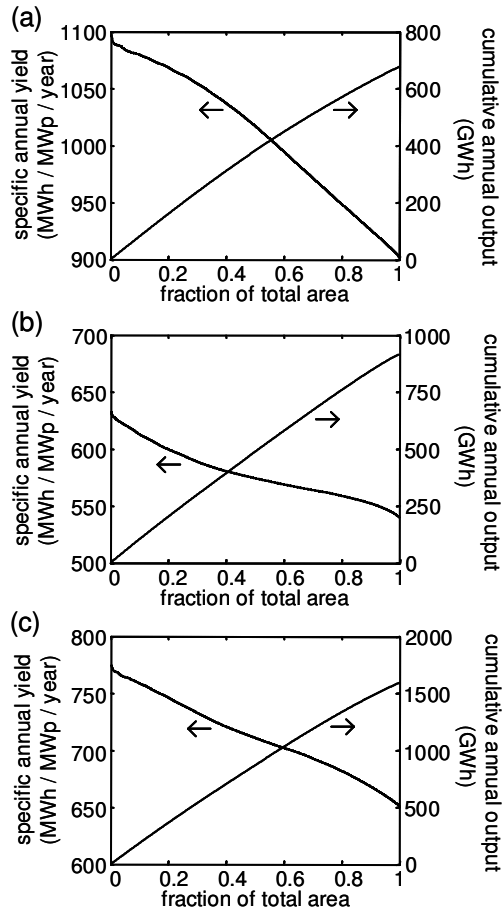 (a)
1100
1050
1000
950
900
specific annual yield
(MWh / MWp / year)
800
600
400
200
0
cumulative annual output
(GWh)
0 0.2 0.4 0.6 0.8 1
fraction of total area
(b)
700
650
600
550
500
specific annual yield
(MWh / MWp / year)
1000
750
500
250
0
cumulative annual output
(GWh)
0 0.2 0.4 0.6 0.8 1
fraction of total area
(c)
800
750
700
650
600
specific annual yield
(MWh / MWp / year)
2000
1500
1000
500
0
cumulative annual output
(GWh)
0 0.2 0.4 0.6 0.8 1
fraction of total area